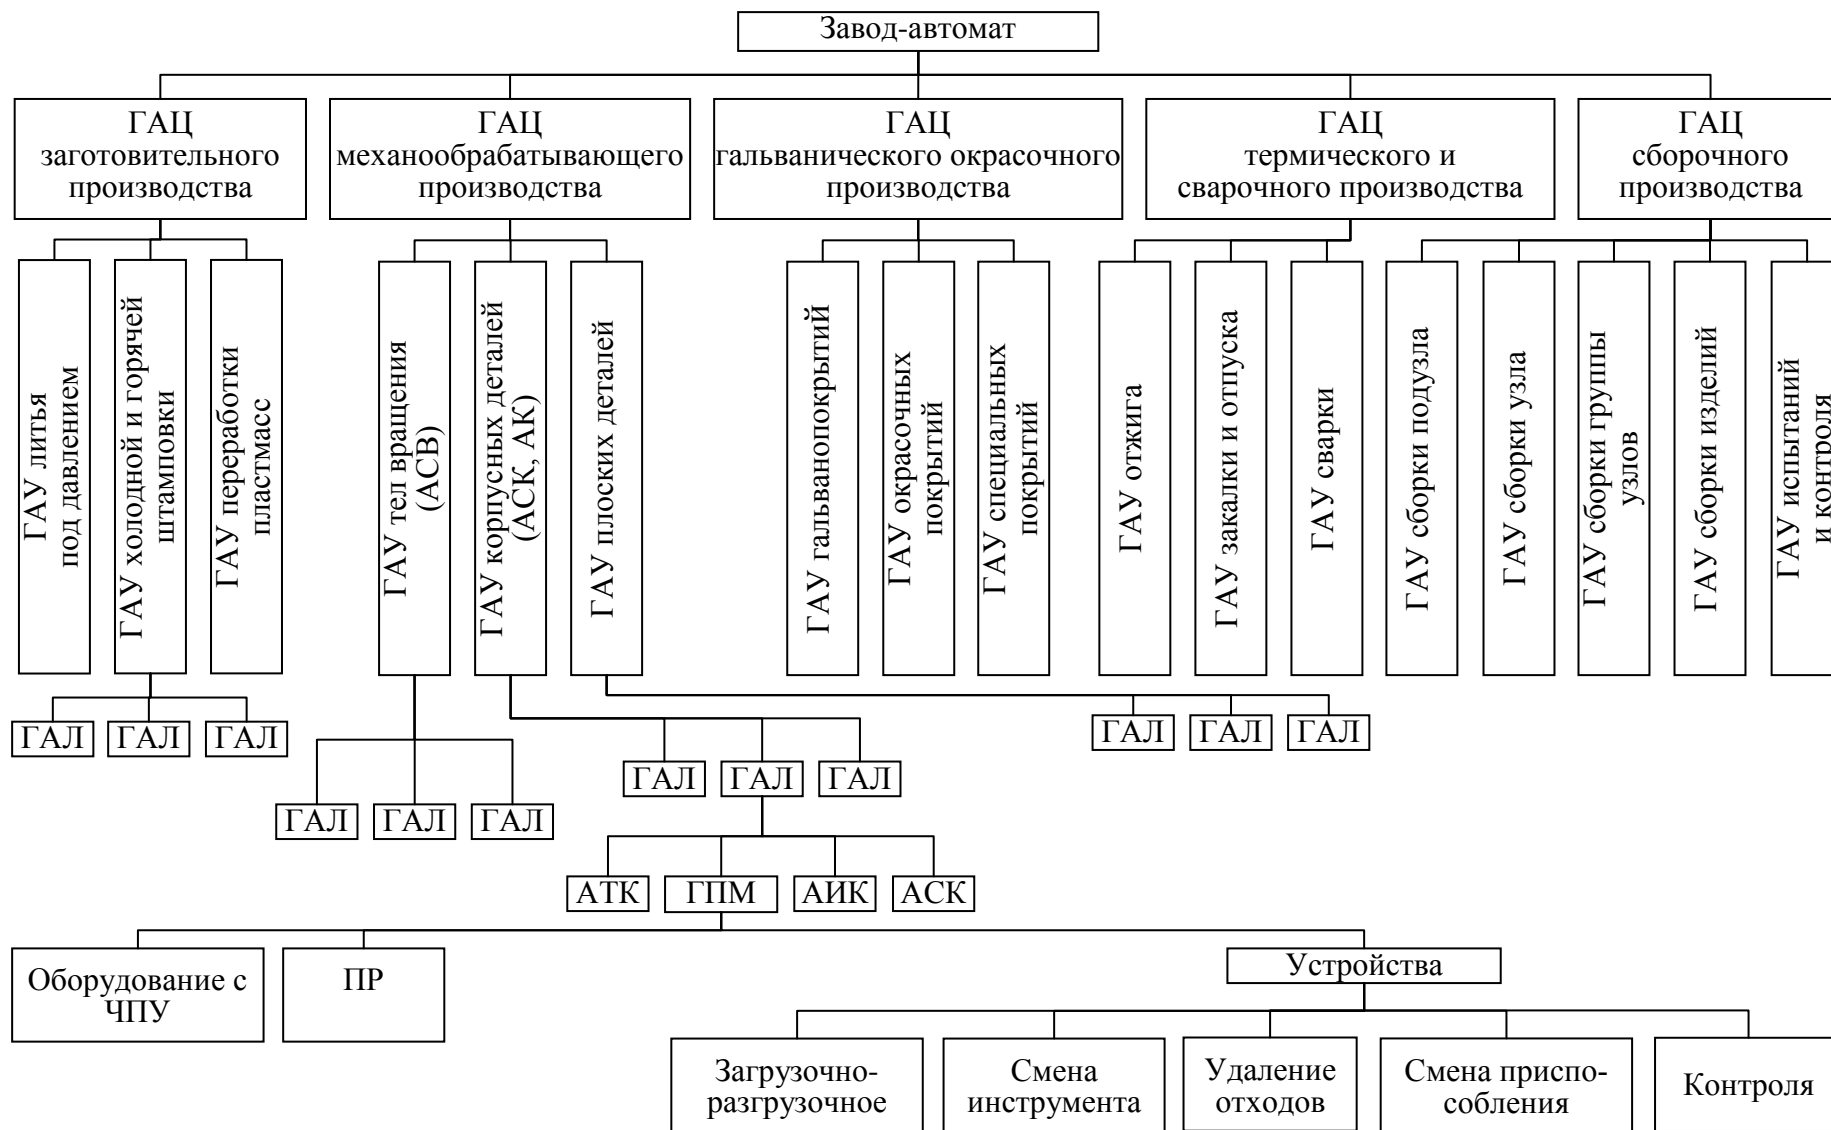 Завод-автомат
ГАЦ
заготовительного
производства
ГАЦ
механообрабатывающего
производства
ГАЦ
гальванического окрасочного
производства
ГАЦ
термического и
сварочного производства
ГАЦ
сборочного
производства
ГАУ литья
под давлением
ГАУ холодной и горячей
штамповки
ГАУ переработки
пластмасс
ГАУ тел вращения
(АСВ)
ГАУ корпусных деталей
(АСК, АК)
ГАУ плоских деталей
ГАУ гальванопокрытий
ГАУ окрасочных
покрытий
ГАУ специальных
покрытий
ГАУ отжига
ГАУ закалки и отпуска
ГАУ сварки
ГАУ сборки подузла
ГАУ сборки узла
ГАУ сборки группы
узлов
ГАУ сборки изделий
ГАУ испытаний
и контроля
ГАЛ
ГАЛ
ГАЛ
ГАЛ
ГАЛ
ГАЛ
ГАЛ
ГАЛ
ГАЛ
ГАЛ
ГАЛ
ГАЛ
АТК
ГПМ
АИК
АСК
Оборудование с
ЧПУ
ПР
Устройства
Загрузочно-
разгрузочное
Смена
инструмента
Удаление
отходов
Смена приспо-
собления
Контроля